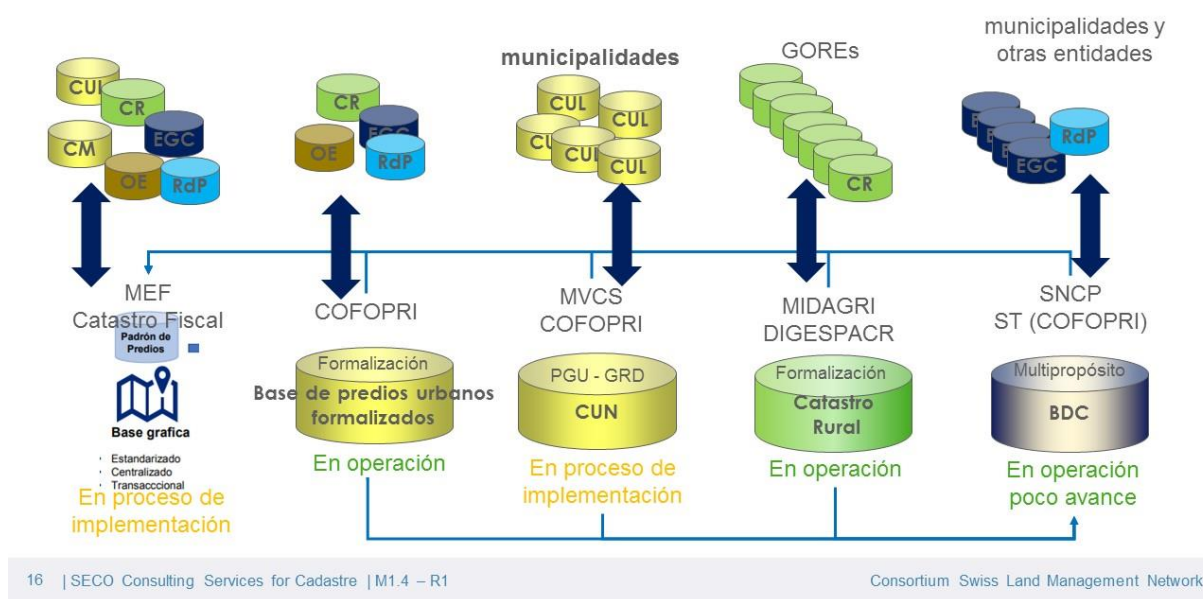 CUL
CR
EGC
CM
OE
RdP
CR
EGC
OE
RdP
municipalidades
CUL
CUL
CUL
CUL
CUL
GOREs
CR
municipalidades y
otras entidades
EGC
RdP
MEF
Catastro Fiscal
Padrón de
Predios
Base grafica
· Estandarizado
· Centralizado
· Transacccional
En proceso de
implementación
COFOPRI
Formalización
Base de predios urbanos
formalizados
En operación
MVCS
COFOPRI
PGU - GRD
CUN
En proceso de
implementación
MIDAGRI
DIGESPACR
Formalización
Catastro
Rural
En operación
SNCP
ST (COFOPRI)
Multipropósito
BDC
En operación
poco avance
16 | SECO Consulting Services for Cadastre | M1.4 – R1
Consortium Swiss Land Management Network